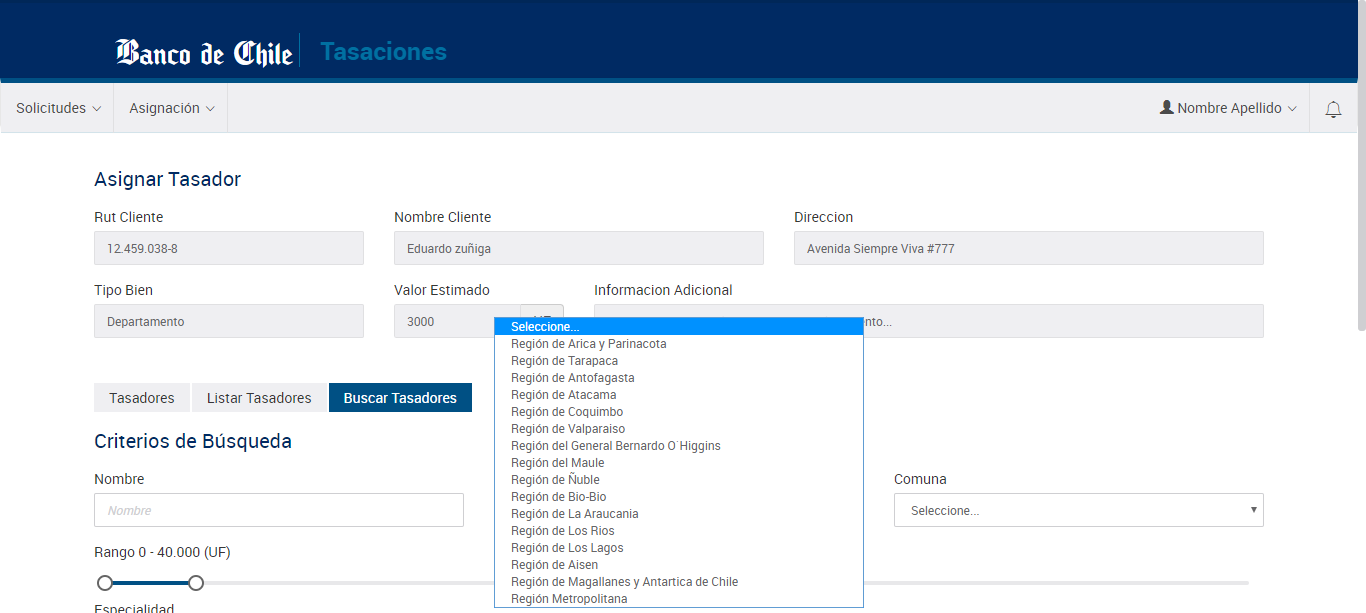 Banco de Chile
Tasaciones
Solicitudes
Asignación
Nombre Apellido
Asignar Tasador
Rut Cliente
Nombre Cliente
Direccion
12.459.038-8
Eduardo zuñiga
Avenida Siempre Viva #777
Tipo Bien
Valor Estimado
Informacion Adicional
Departamento
3000
nto...
Seleccione...
Región de Arica y Parinacota
Región de Tarapaca
Región de Antofagasta
Región de Atacama
Región de Coquimbo
Región de Valparaiso
Región del General Bernardo O´Higgins
Región del Maule
Región de Ñuble
Región de Bio-Bio
Región de La Araucania
Región de Los Rios
Región de Los Lagos
Región de Aisen
Región de Magallanes y Antartica de Chile
Región Metropolitana
Tasadores
Listar Tasadores
Buscar Tasadores
Criterios de Búsqueda
Nombre
Comuna
Nombre
Seleccione...
Rango 0 - 40.000 (UF)
Especialidad